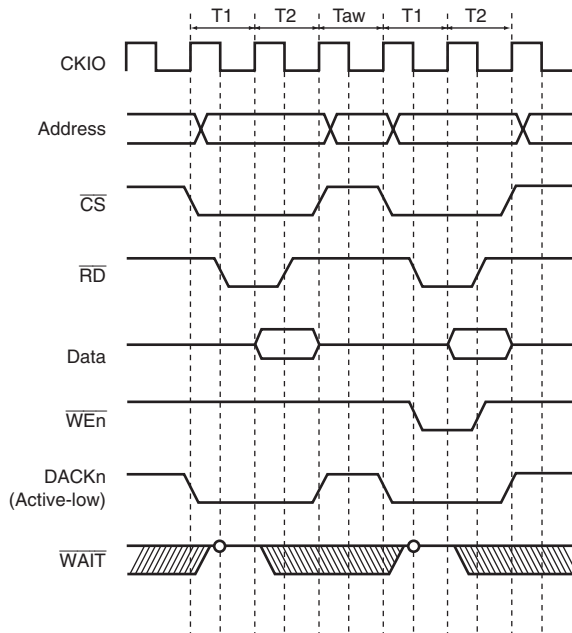 T1 T2 Taw T1 T2
CKIO
Address
CS
RD
Data
WEn
DACKn
(Active-low)
WAIT